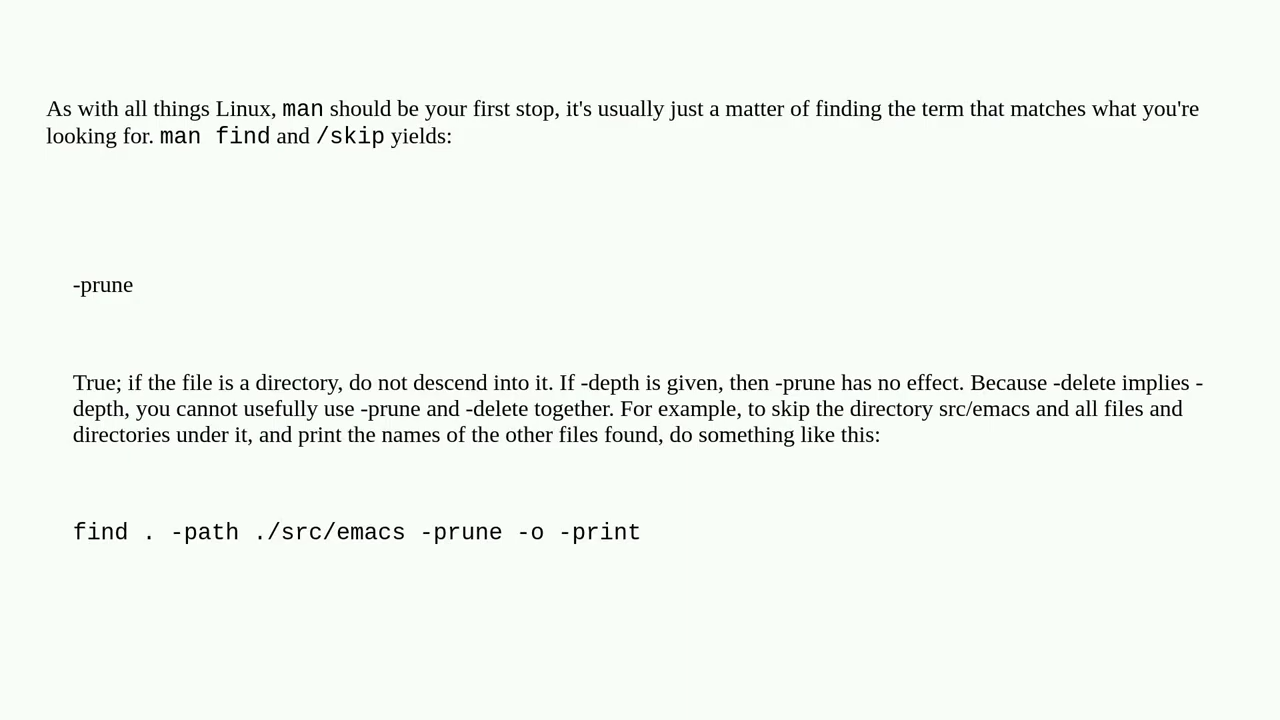 As with all things Linux, man should be your first stop, it's usually just a matter of finding the term that matches what you're
looking for. man find and /skip yields:
-prune
True; if the file is a directory, do not descend into it. If -depth is given, then -prune has no effect. Because -delete implies -
depth, you cannot usefully use -prune and -delete together. For example, to skip the directory src/emacs and all files and
directories under it, and print the names of the other files found, do something like this:
find . -path ./src/emacs -prune -o -print